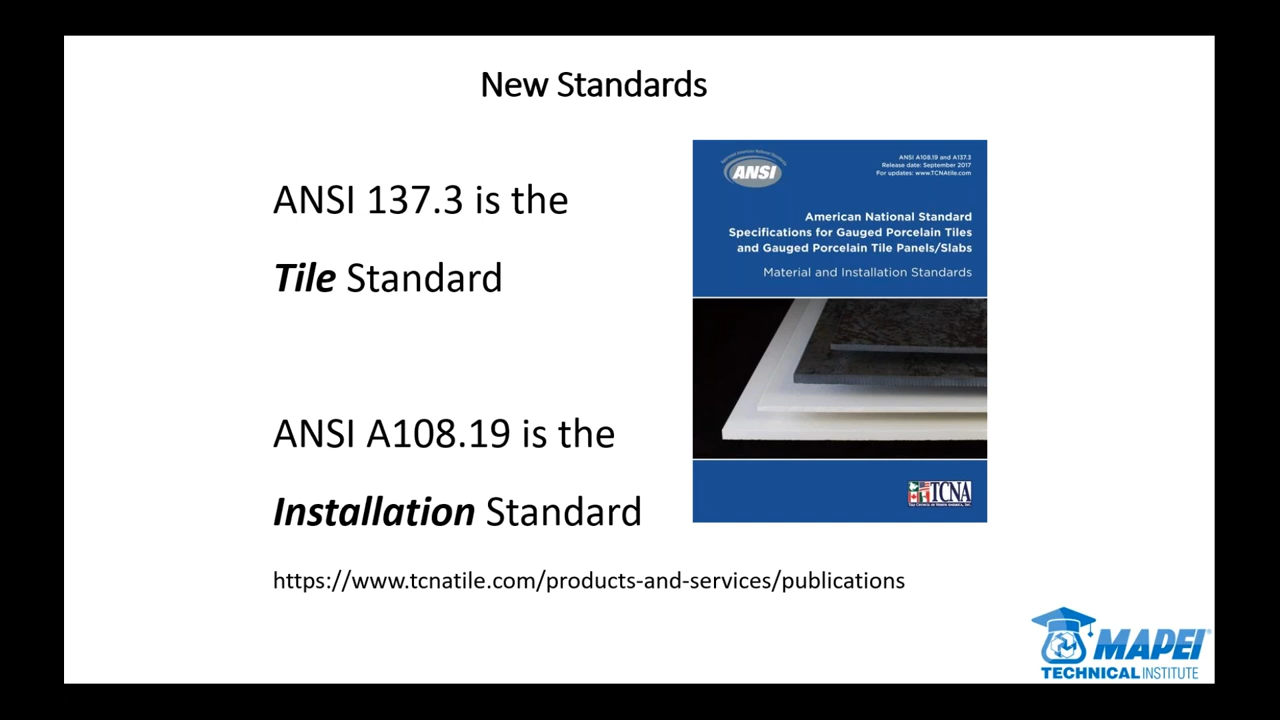 New Standards
ANSI 137.3 is the
Tile Standard
ANSI A108.19 is the
Installation Standard
https://www.tcnatile.com/products-and-services/publications
ANSI
ANSI A108.19 and A137.3
Release date: September 2017
For updates: www.TCNAtile.com
American National Standard
Specifications for Gauged Porcelain Tiles
and Gauged Porcelain Tile Panels/Slabs
Material and Installation Standards
TCNA
MAPEI®
TECHNICAL INSTITUTE